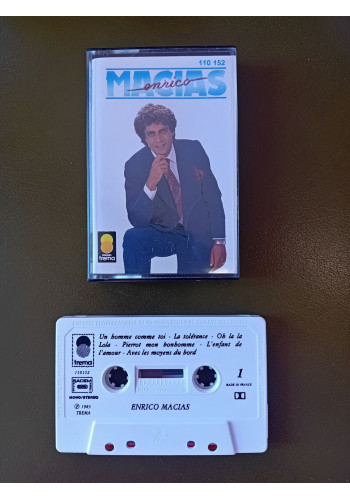 110 152
MACIAS
enrico
trema
Un homme comme toi - La tolérance - Oh la la
Lola - Pierrot mon bonhomme - L'enfant de
l'amour - Avec les moyens du bord
trema
110152
SACEM
MONO/STEREO
℗ 1985
TREMA
1
MADE IN FRANCE
ENRICO MACIAS